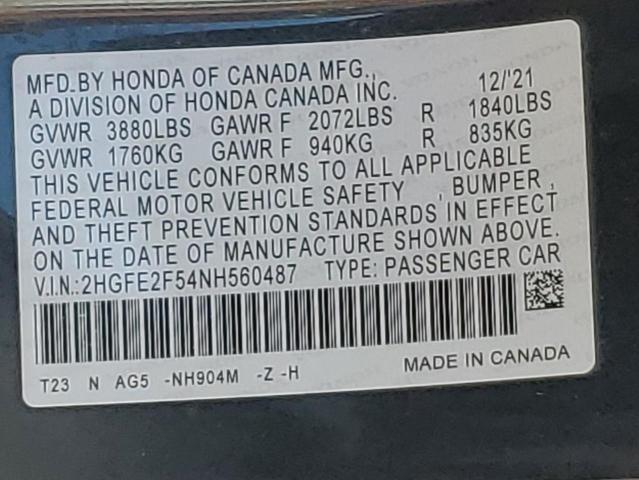 MFD.BY HONDA OF CANADA MFG.,
A DIVISION OF HONDA CANADA INC. 12/'21
GVWR 3880LBS GAWR F 2072LBS R 1840LBS
GVWR 1760KG GAWR F 940KG R 835KG
THIS VEHICLE CONFORMS TO ALL APPLICABLE
FEDERAL MOTOR VEHICLE SAFETY , BUMPER ,
AND THEFT PREVENTION STANDARDS IN EFFECT
ON THE DATE OF MANUFACTURE SHOWN ABOVE.
V.I.N.:2HGFE2F54NH560487 TYPE: PASSENGER CAR
T23 N AG5 -NH904M -Z -H MADE IN CANADA